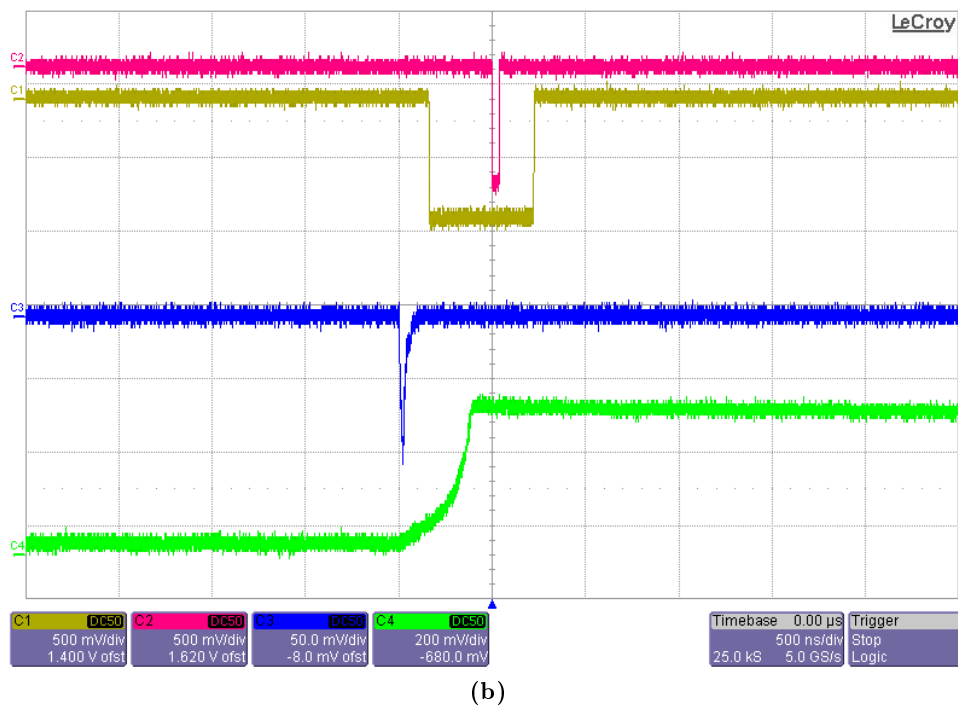 LeCroy
C2
C1
C3
C4
C1 DC50
500 mV/div
1.400 V ofst
C2 DC50
500 mV/div
1.620 V ofst
C3 DC50
50.0 mV/div
-8.0 mV ofst
C4 DC50
200 mV/div
-680.0 mV
Timebase 0.00 µs
500 ns/div
25.0 kS 5.0 GS/s
Trigger
Stop
Logic
(b)